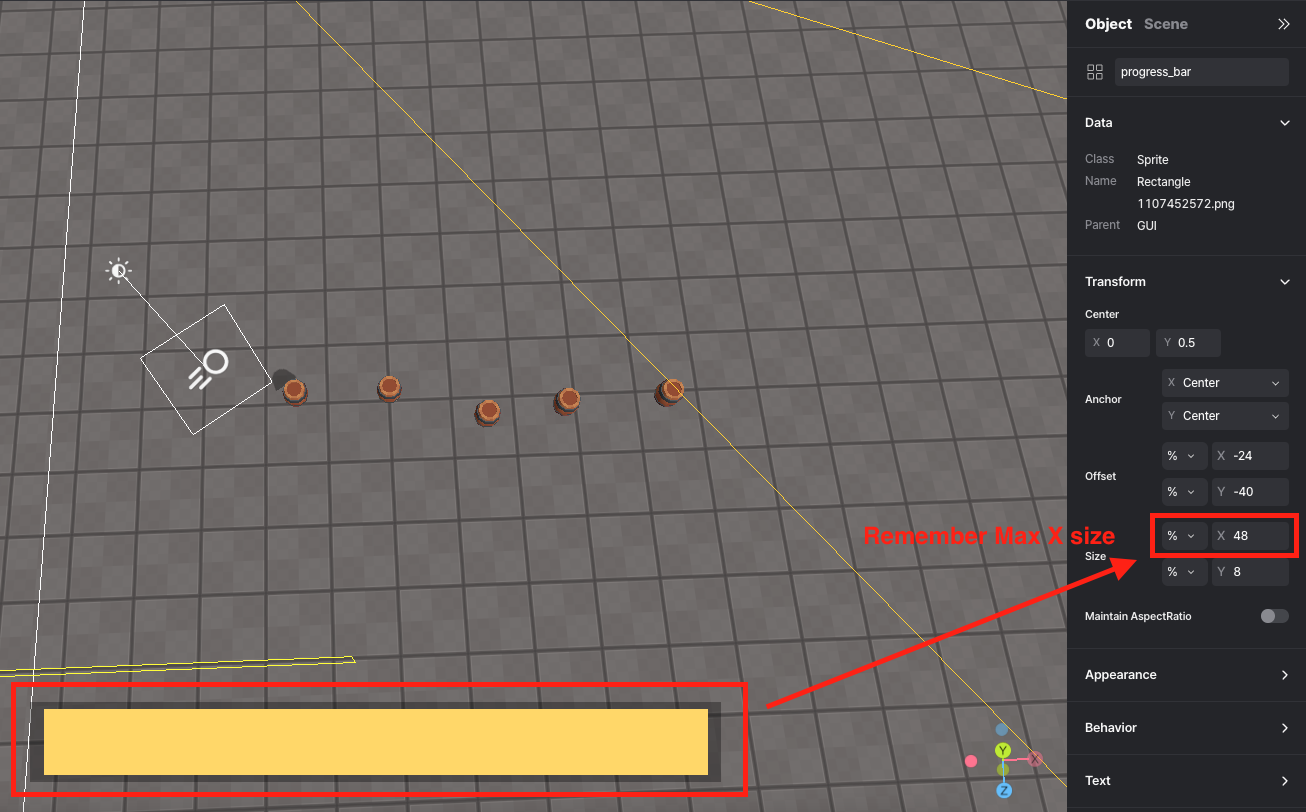 Object Scene
progress_bar
Data
Class Sprite
Name Rectangle
1107452572.png
Parent GUI
Transform
Center
X 0 Y 0.5
Anchor
X Center
Y Center
Offset
% X -24
% Y -40
Remember Max X size
Size
% X 48
% Y 8
Maintain AspectRatio
Appearance
Behavior
Text
Y
X
Z